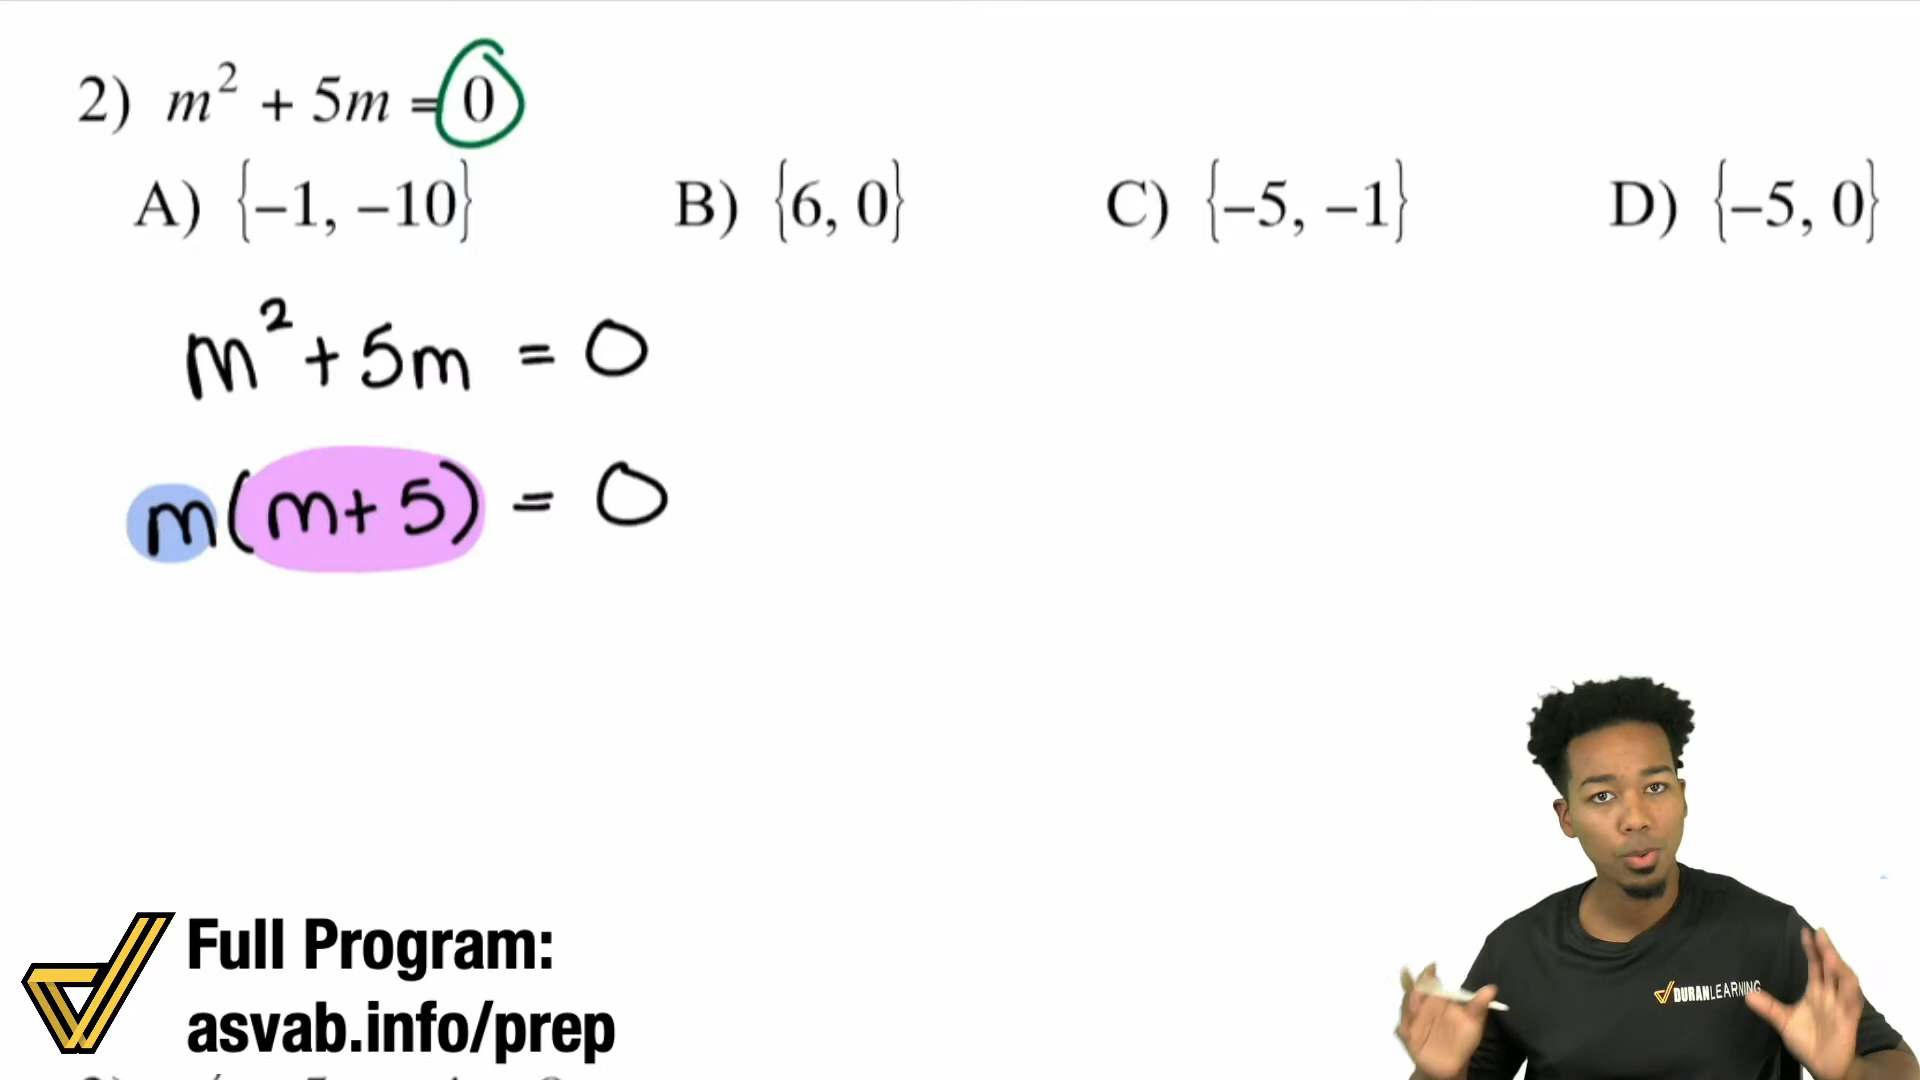 2) m² + 5m = 0
A) {−1, −10} B) {6, 0} C) {−5, −1} D) {−5, 0}
m² + 5m = 0
m(m + 5) = 0
DURANLEARNING
Full Program:
asvab.info/prep